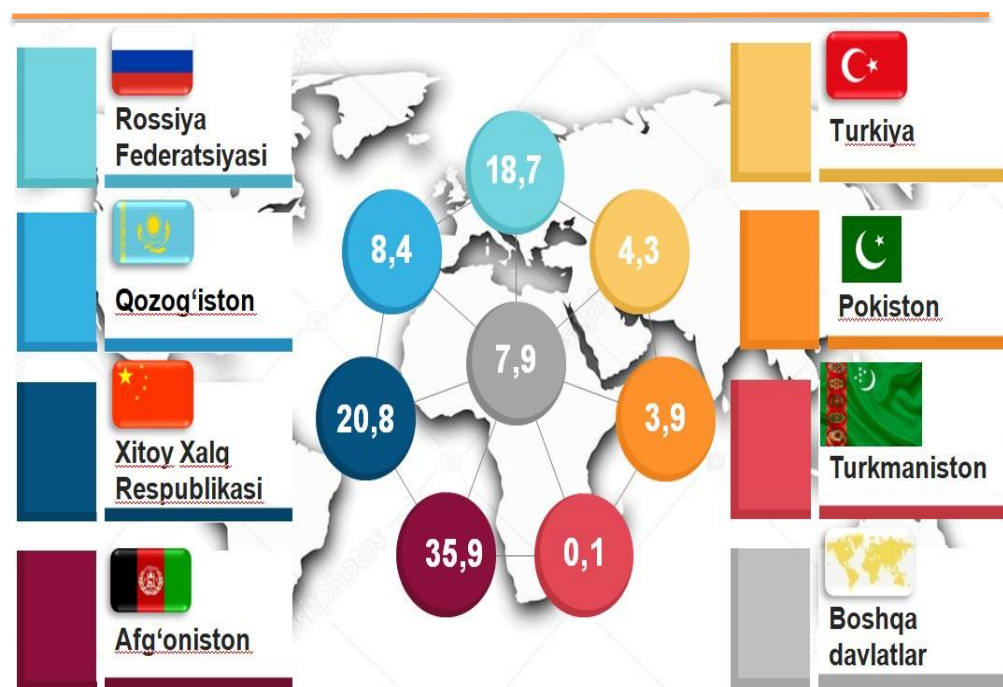 Rossiya
Federatsiyasi
Qozog‘iston
Xitoy Xalq
Respublikasi
Afg‘oniston
18,7
8,4
4,3
7,9
20,8
3,9
35,9
0,1
Turkiya
Pokiston
Turkmaniston
Boshqa
davlatlar